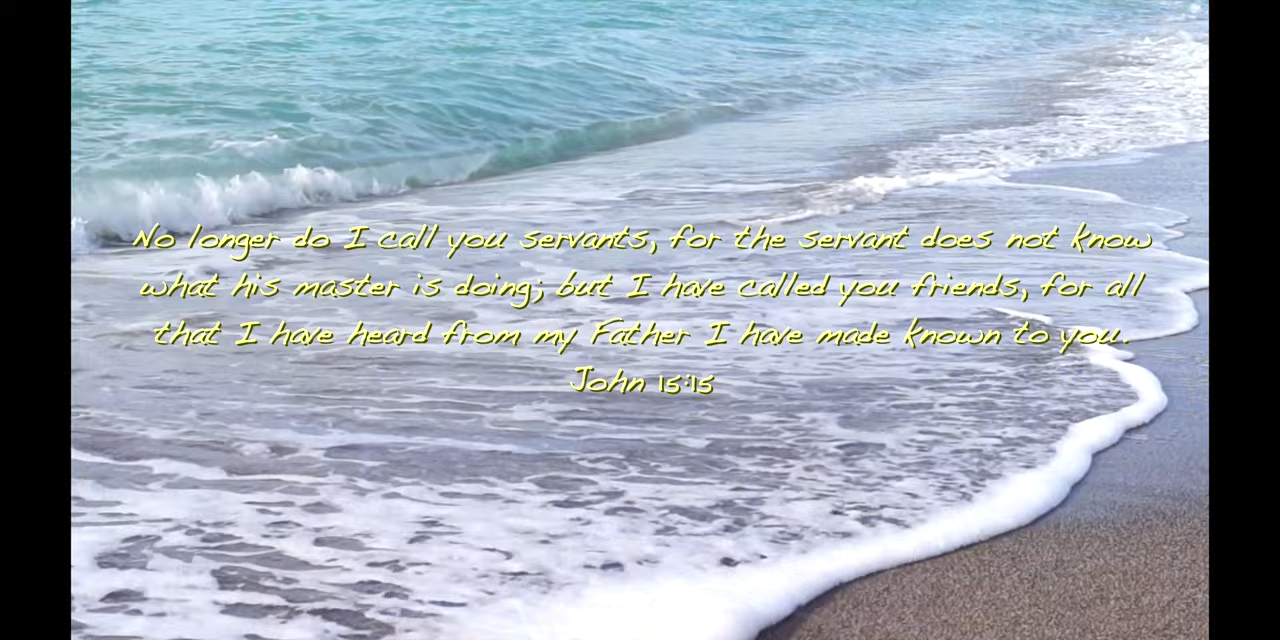 No longer do I call you servants, for the servant does not know
what his master is doing; but I have called you friends, for all
that I have heard from my Father I have made known to you.
John 15:15